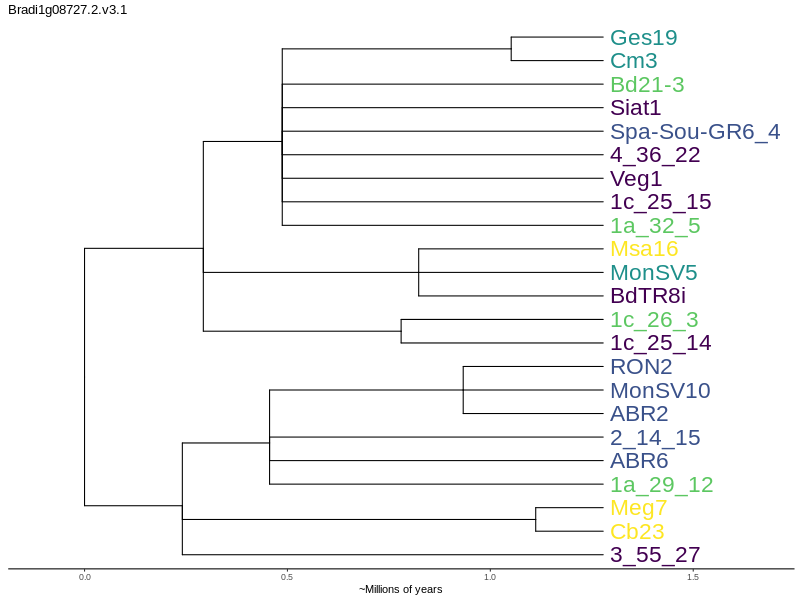 Bradi1g08727.2.v3.1
Ges19
Cm3
Bd21-3
Siat1
Spa-Sou-GR6_4
4_36_22
Veg1
1c_25_15
1a_32_5
Msa16
MonSV5
BdTR8i
1c_26_3
1c_25_14
RON2
MonSV10
ABR2
2_14_15
ABR6
1a_29_12
Meg7
Cb23
3_55_27
0.0 0.5 1.0 1.5
~Millions of years